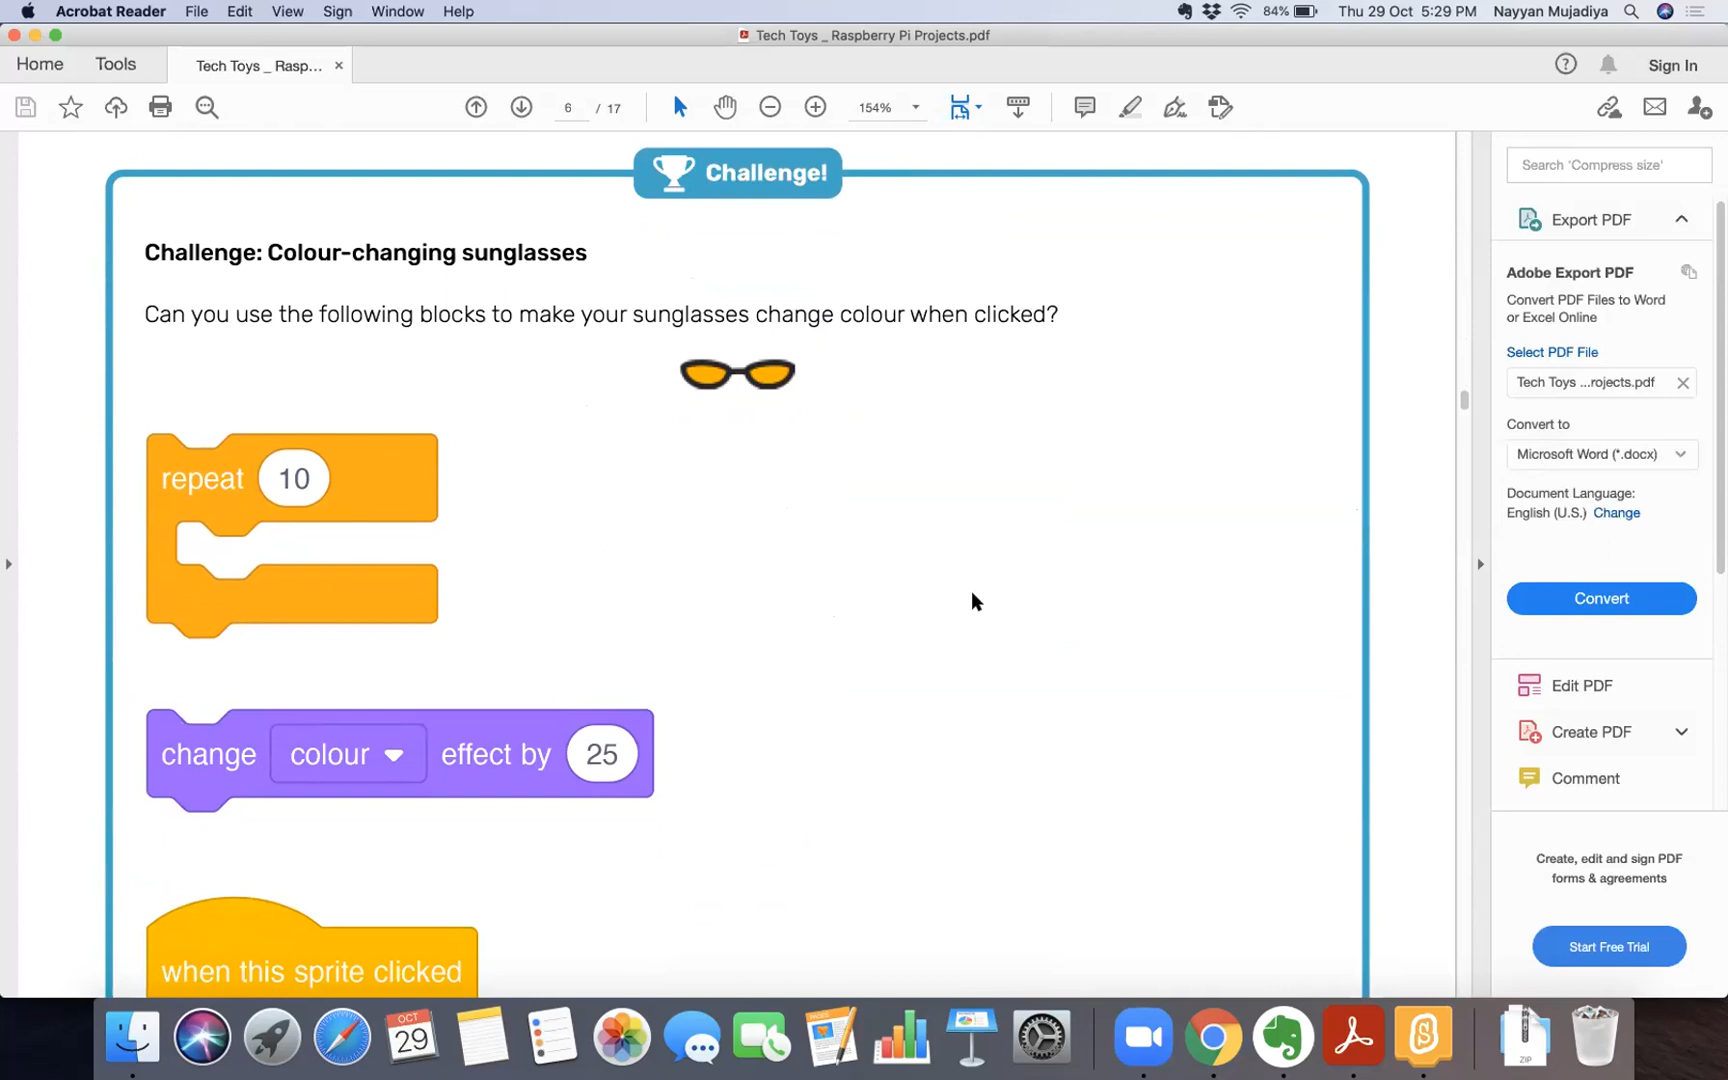 Acrobat Reader File Edit View Sign Window Help
84% Thu 29 Oct 5:29 PM Nayyan Mujadiya
Tech Toys _ Raspberry Pi Projects.pdf
Home Tools Tech Toys _ Rasp... Sign In
6 / 17 154%
Challenge!
Challenge: Colour-changing sunglasses
Can you use the following blocks to make your sunglasses change colour when clicked?
repeat 10
change colour effect by 25
when this sprite clicked
Search 'Compress size'
Export PDF
Adobe Export PDF
Convert PDF Files to Word
or Excel Online
Select PDF File
Tech Toys ...rojects.pdf
Convert to
Microsoft Word (*.docx)
Document Language:
English (U.S.) Change
Convert
Edit PDF
Create PDF
Comment
Create, edit and sign PDF
forms & agreements
Start Free Trial
OCT
29
PAGES
ZIP